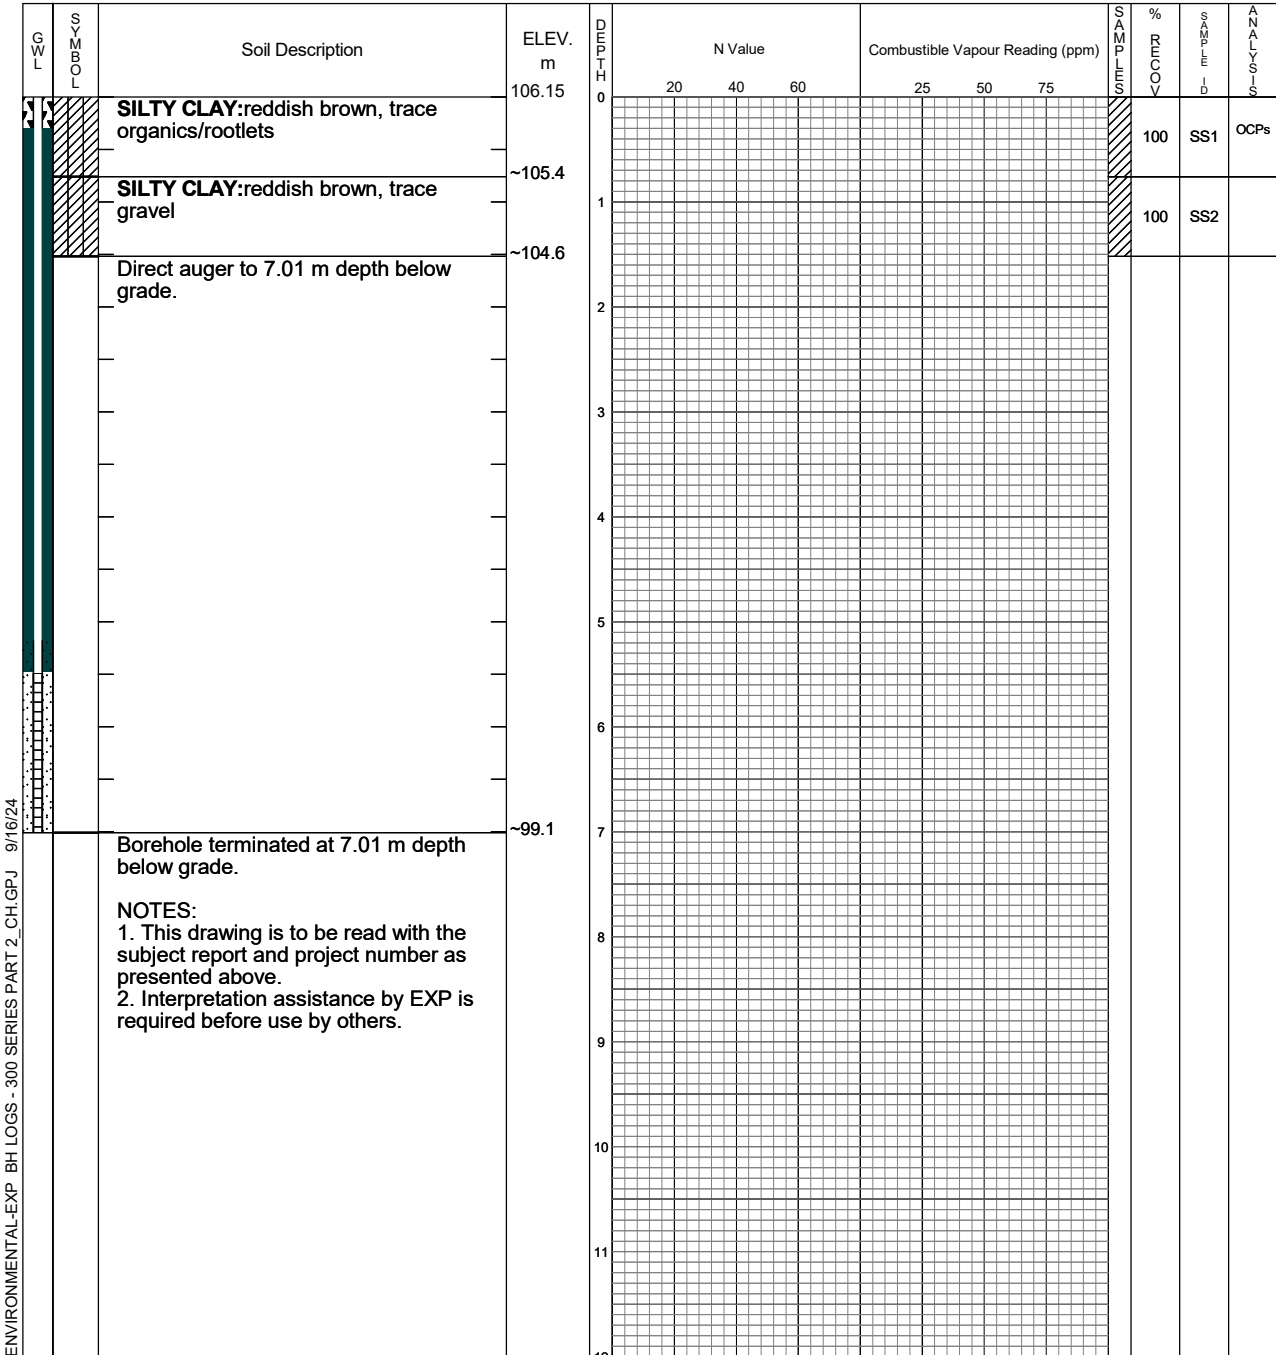 GWL
SYMBOL
Soil Description
ELEV.
m
DEPTH
N Value
Combustible Vapour Reading (ppm)
SAMPLES
% RECOV
SAMPLE ID
ANALYSIS
20 40 60
25 50 75
106.15
0
SILTY CLAY:reddish brown, trace
organics/rootlets
100
SS1
OCPs
~105.4
SILTY CLAY:reddish brown, trace
gravel
1
100
SS2
~104.6
Direct auger to 7.01 m depth below
grade.
2
3
4
5
6
~99.1
7
Borehole terminated at 7.01 m depth
below grade.
NOTES:
1. This drawing is to be read with the
subject report and project number as
presented above.
2. Interpretation assistance by EXP is
required before use by others.
8
9
10
11
ENVIRONMENTAL-EXP BH LOGS - 300 SERIES PART 2_CH.GPJ 9/16/24